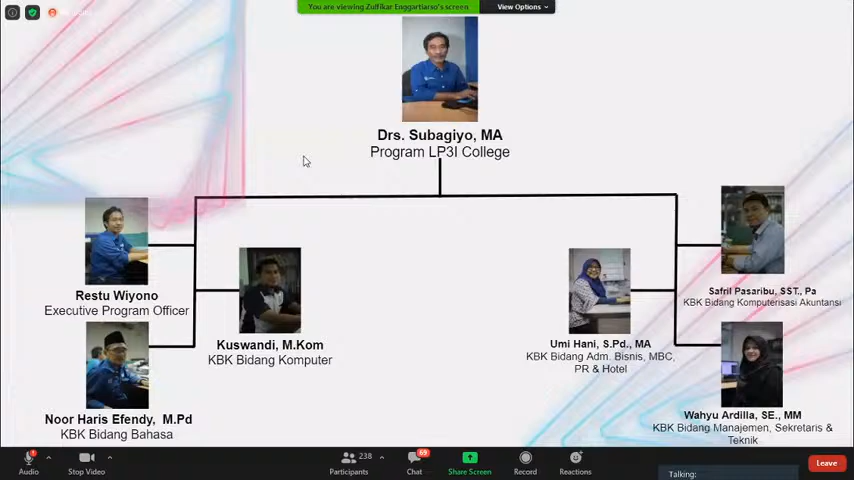 You are viewing Zulfikar Enggartiarso's screen
View Options
Drs. Subagiyo, MA
Program LP3I College
Restu Wiyono
Executive Program Officer
Kuswandi, M.Kom
KBK Bidang Komputer
Noor Haris Efendy, M.Pd
KBK Bidang Bahasa
Umi Hani, S.Pd., MA
KBK Bidang Adm. Bisnis, MBC,
PR & Hotel
Safril Pasaribu, SST., Pa
KBK Bidang Komputerisasi Akuntansi
Wahyu Ardilla, SE., MM
KBK Bidang Manajemen, Sekretaris &
Teknik
Audio
Stop Video
Participants
238
Chat
69
Share Screen
Record
Reactions
Talking:
Leave